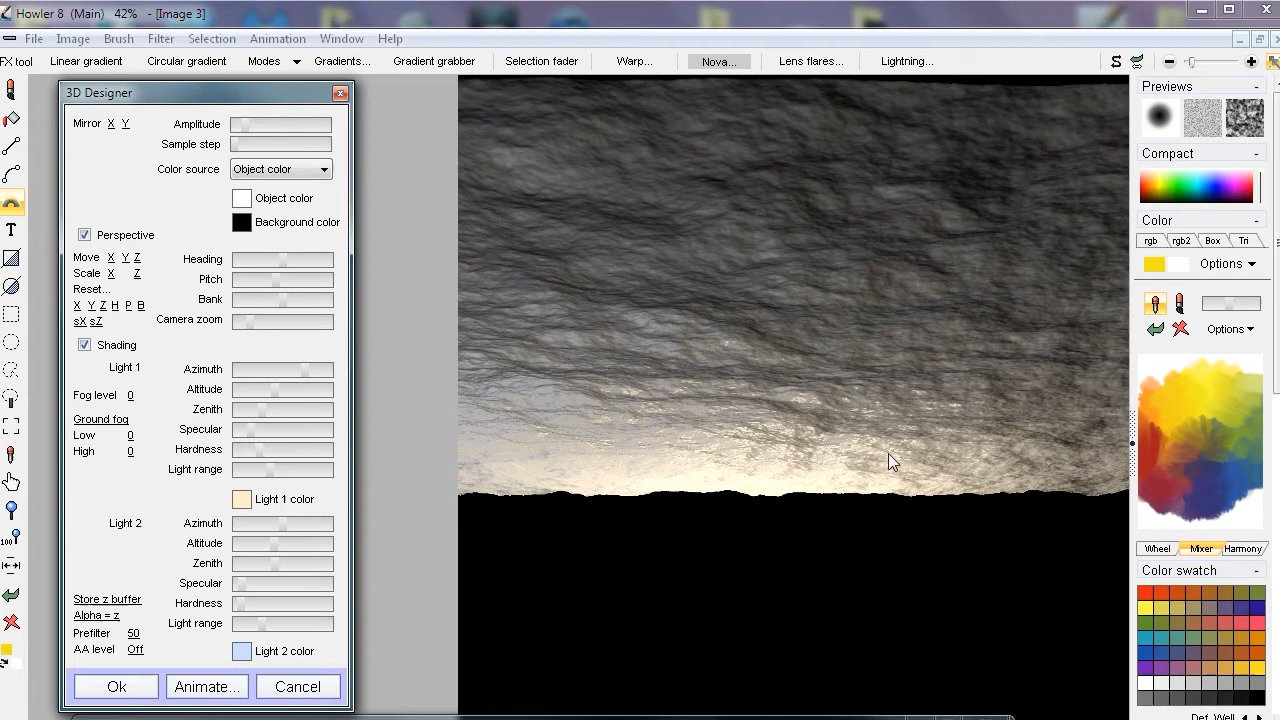 Howler 8 (Main) 42% - [Image 3]
File Image Brush Filter Selection Animation Window Help
FX tool Linear gradient Circular gradient Modes Gradients... Gradient grabber Warp... Nova... Lens flares... Lightning... S
3D Designer
Mirror X Y Amplitude
Sample step
Color source Object color
Object color
Background color
Perspective
Move X Y Z Heading
Scale X Z Pitch
Reset...
X Y Z H P B Bank
sX sZ Camera zoom
Shading
Light 1 Azimuth
Altitude
Fog level 0
Zenith
Ground fog
Low 0 Specular
High 0 Hardness
Light range
Light 1 color
Light 2 Azimuth
Altitude
Zenith
Specular
Store z buffer Hardness
Alpha = z
Prefilter 50 Light range
AA level Off
Light 2 color
Ok Animate... Cancel
T
100
Previews -
Compact -
Color -
rgb rgb2 Box Tri
Options
Options
Wheel Mixer Harmony
Color swatch -